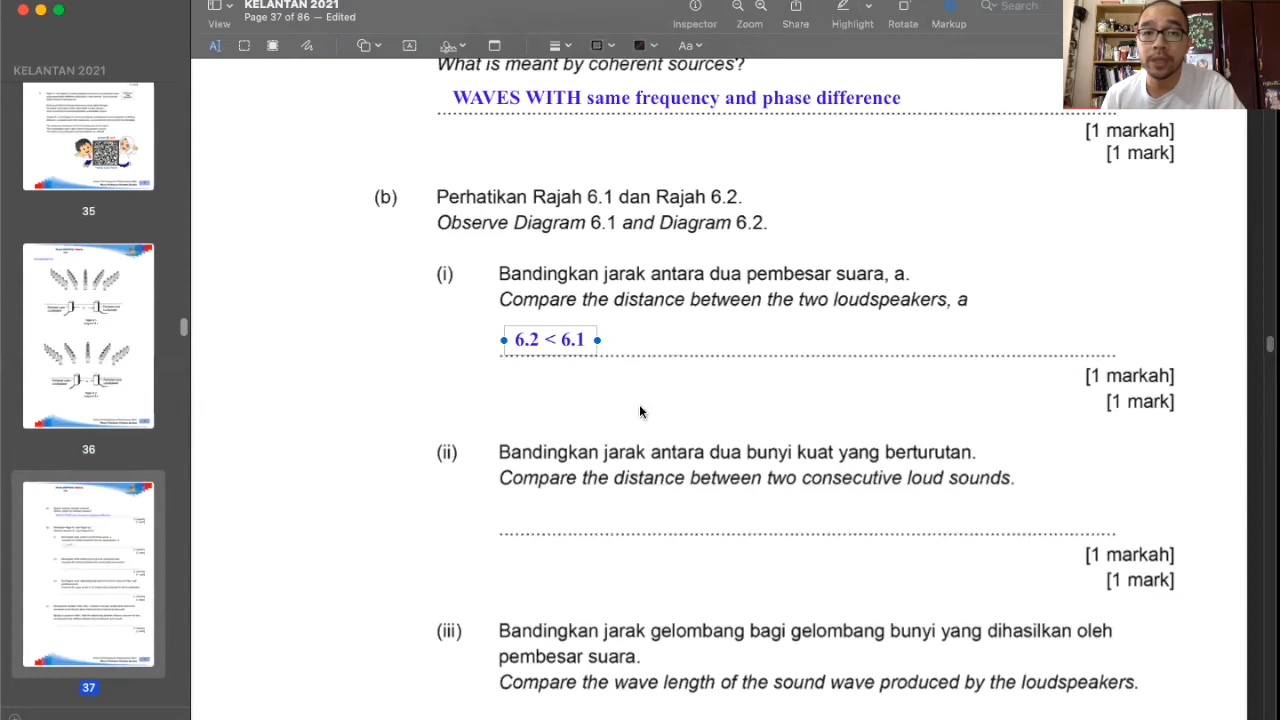 KELANTAN 2021
Page 37 of 86 — Edited
View
Inspector
Zoom
Share
Highlight
Rotate
Markup
Search
KELANTAN 2021
35
36
37
What is meant by coherent sources?
WAVES WITH same frequency anp phase difference
[1 markah]
[1 mark]
(b) Perhatikan Rajah 6.1 dan Rajah 6.2.
Observe Diagram 6.1 and Diagram 6.2.
(i) Bandingkan jarak antara dua pembesar suara, a.
Compare the distance between the two loudspeakers, a
6.2 < 6.1
[1 markah]
[1 mark]
(ii) Bandingkan jarak antara dua bunyi kuat yang berturutan.
Compare the distance between two consecutive loud sounds.
[1 markah]
[1 mark]
(iii) Bandingkan jarak gelombang bagi gelombang bunyi yang dihasilkan oleh
pembesar suara.
Compare the wave length of the sound wave produced by the loudspeakers.